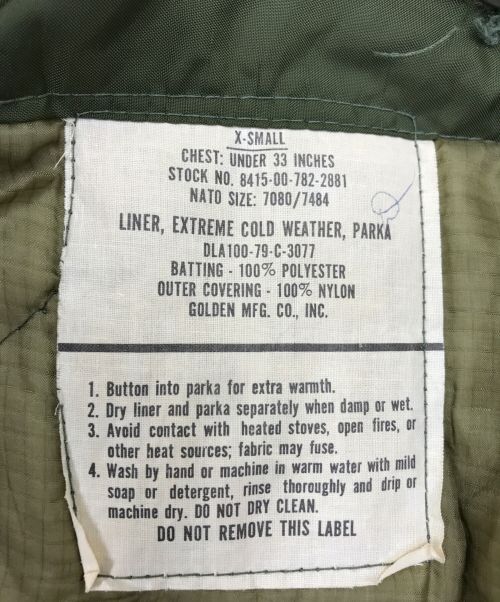 X-SMALL
CHEST: UNDER 33 INCHES
STOCK NO. 8415-00-782-2881
NATO SIZE: 7080/7484
LINER, EXTREME COLD WEATHER, PARKA
DLA100-79-C-3077
BATTING - 100% POLYESTER
OUTER COVERING - 100% NYLON
GOLDEN MFG. CO., INC.
1. Button into parka for extra warmth.
2. Dry liner and parka separately when damp or wet.
3. Avoid contact with heated stoves, open fires, or
other heat sources; fabric may fuse.
4. Wash by hand or machine in warm water with mild
soap or detergent, rinse thoroughly and drip or
machine dry. DO NOT DRY CLEAN.
DO NOT REMOVE THIS LABEL